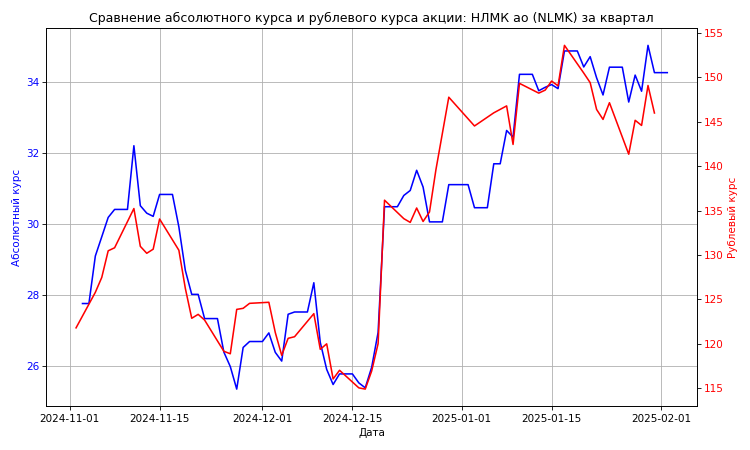 Сравнение абсолютного курса и рублевого курса акции: НЛМК ао (NLMK) за квартал
Абсолютный курс
34
32
30
28
26
155
150
145
140
135
130
125
120
115
Рублевый курс
2024-11-01 2024-11-15 2024-12-01 2024-12-15 2025-01-01 2025-01-15 2025-02-01
Дата